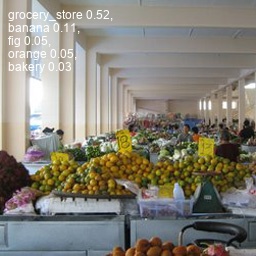 grocery_store 0.52,
banana 0.11,
fig 0.05,
orange 0.05,
bakery 0.03